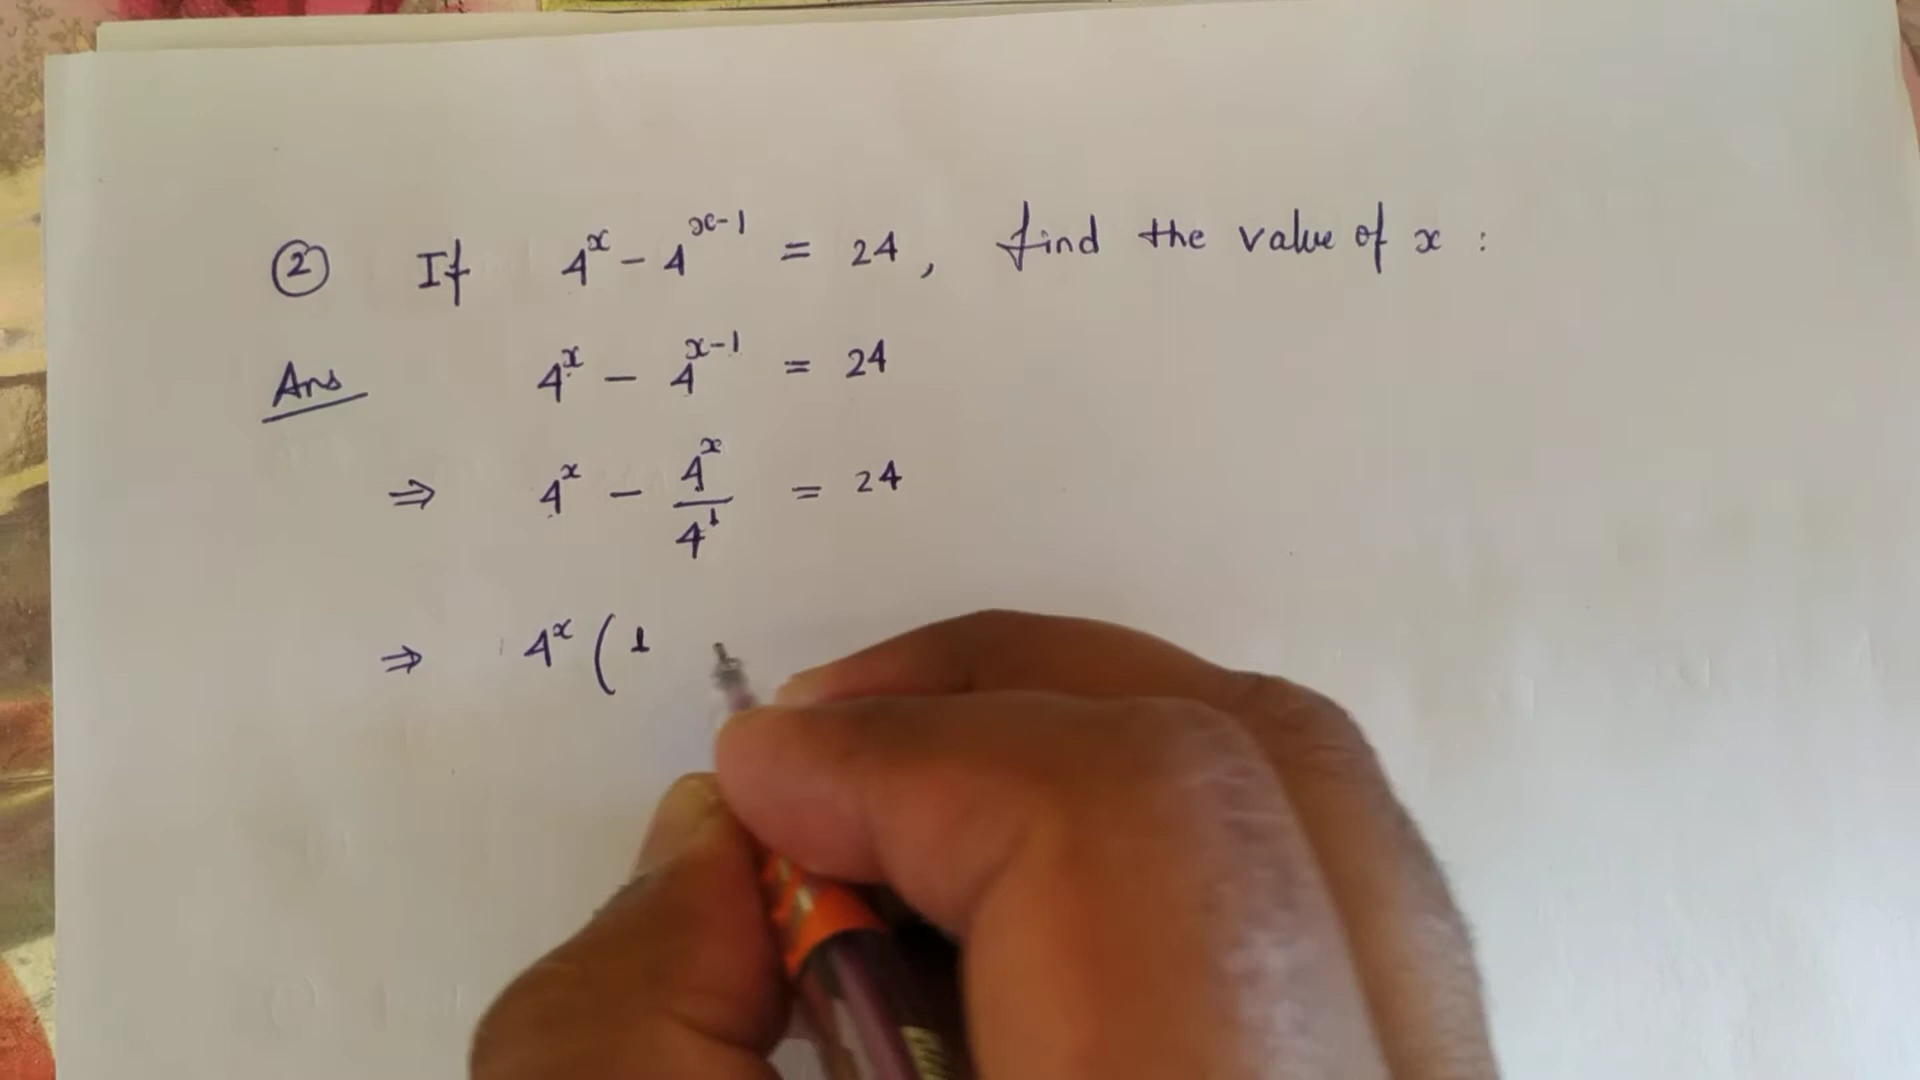 ② If 4^x - 4^(x-1) = 24, find the value of x :
Ans 4^x - 4^(x-1) = 24
⇒ 4^x - 4^x/4^1 = 24
⇒ 4^x (1